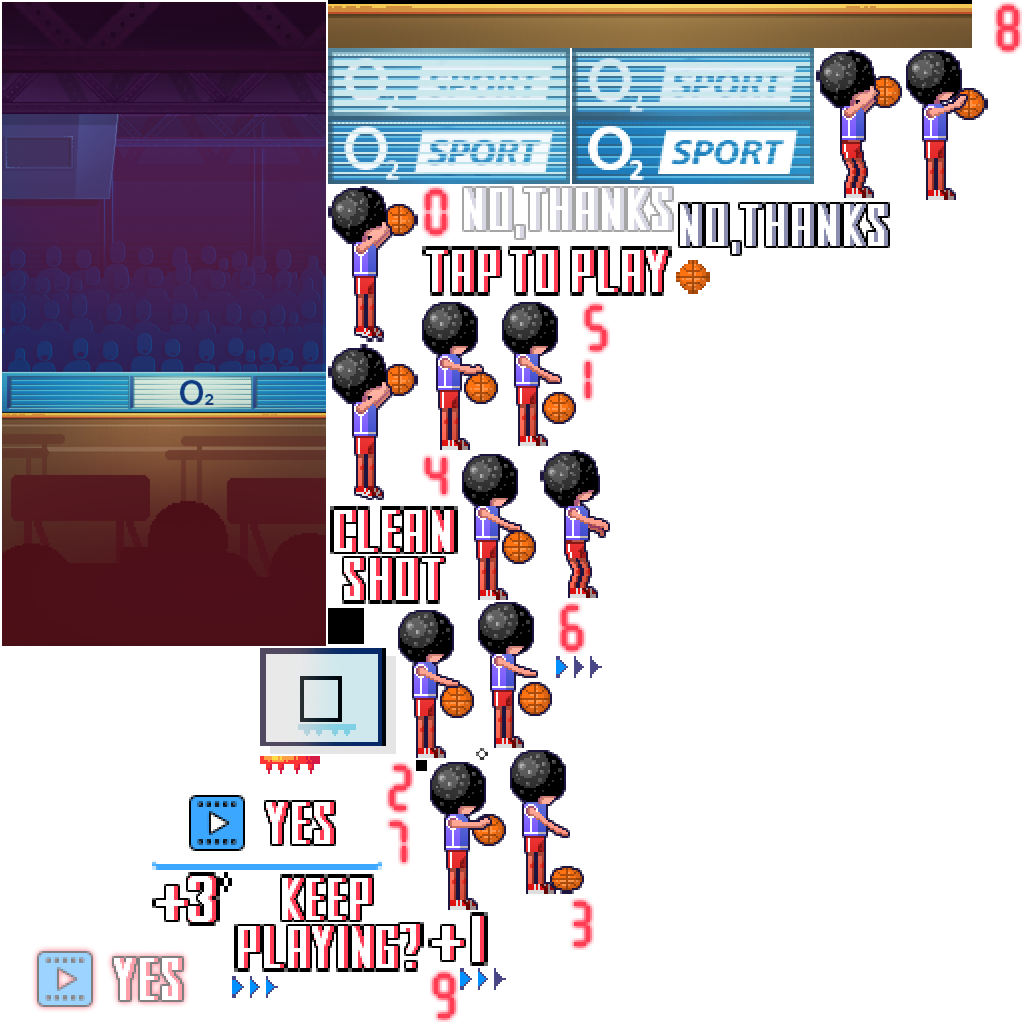 8
O2 SPORT
O2 SPORT
O2 SPORT
O2 SPORT
0
NO,THANKS
NO,THANKS
TAP TO PLAY
5
1
O2
4
CLEAN
SHOT
6
2
7
YES
+3
KEEP
PLAYING?
+1
3
YES
9